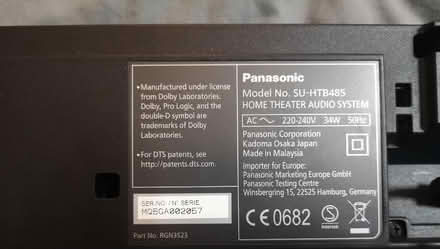 • Manufactured under license
from Dolby Laboratories.
Dolby, Pro Logic, and the
double-D symbol are
trademarks of Dolby
Laboratories.
• For DTS patents, see
http://patents.dts.com.
SER.NO. / N° SERIE
MQ5GA002057
Part No. RGN3523
Panasonic
Model No. SU-HTB485
HOME THEATER AUDIO SYSTEM
AC 220-240V 34W 50Hz
Panasonic Corporation
Kadoma Osaka Japan
Made in Malaysia
Importer for Europe:
Panasonic Marketing Europe GmbH
Panasonic Testing Centre
Winsbergring 15, 22525 Hamburg, Germany
CE 0682